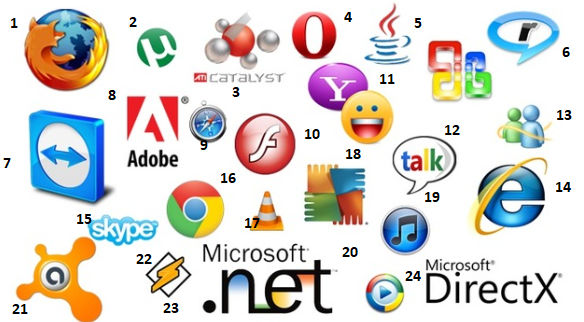 1
2
3
4
5
6
µ
ATI CATALYST
7
8
9
10
11
12
13
14
Y
A
®
Adobe
f
talk
15
16
17
18
19
20
skype
e
a
21
22
23
Microsoft®
.net™
24
Microsoft®
DirectX®